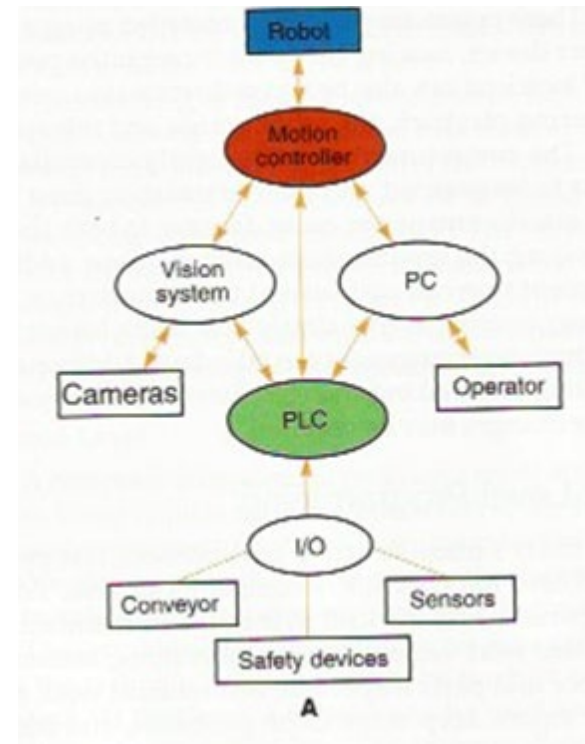 Robot
Motion
controller
Vision
system
PC
Cameras
Operator
PLC
I/O
Conveyor
Sensors
Safety devices
A